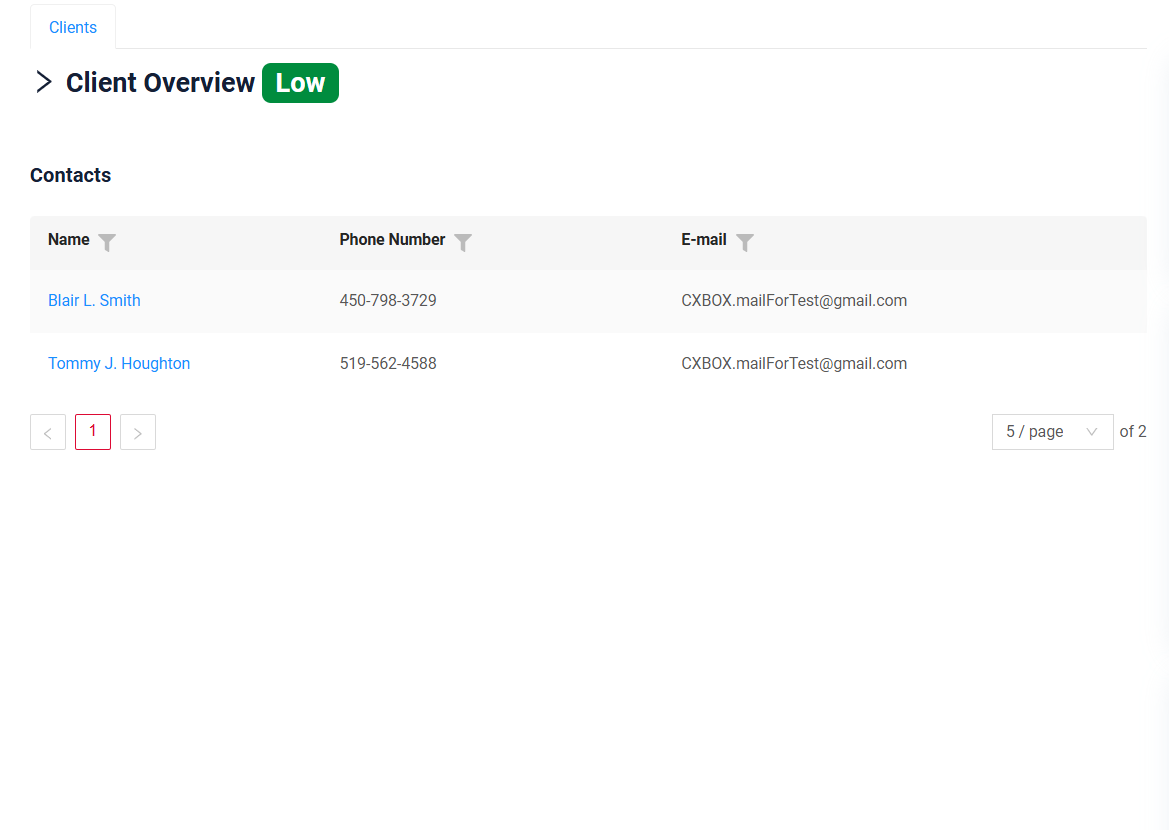 Clients
Client Overview Low
Contacts
Name Phone Number E-mail
Blair L. Smith 450-798-3729 CXBOX.mailForTest@gmail.com
Tommy J. Houghton 519-562-4588 CXBOX.mailForTest@gmail.com
1 5 / page of 2